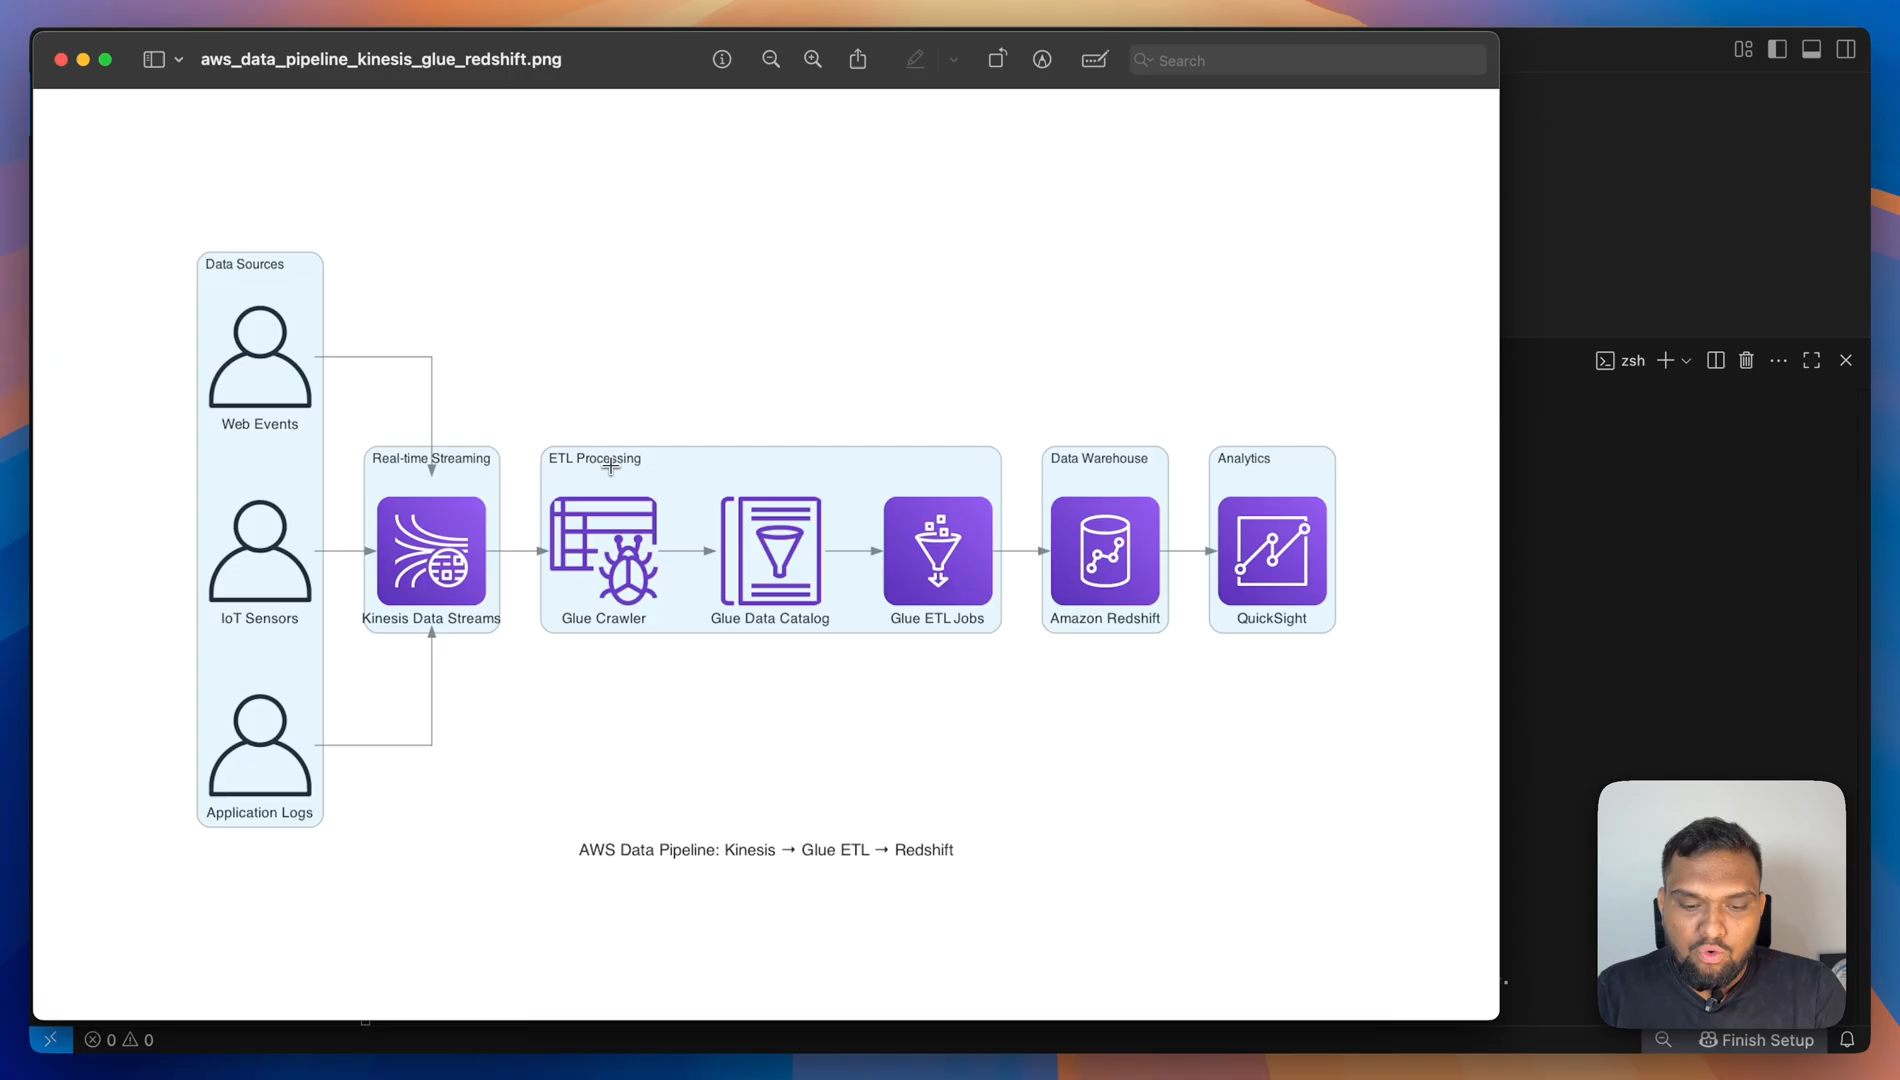 aws_data_pipeline_kinesis_glue_redshift.png
Search
zsh
Data Sources
Web Events
Real-time Streaming
ETL Processing
Data Warehouse
Analytics
IoT Sensors
Kinesis Data Streams
Glue Crawler
Glue Data Catalog
Glue ETL Jobs
Amazon Redshift
QuickSight
Application Logs
AWS Data Pipeline: Kinesis → Glue ETL → Redshift
0 0
Finish Setup